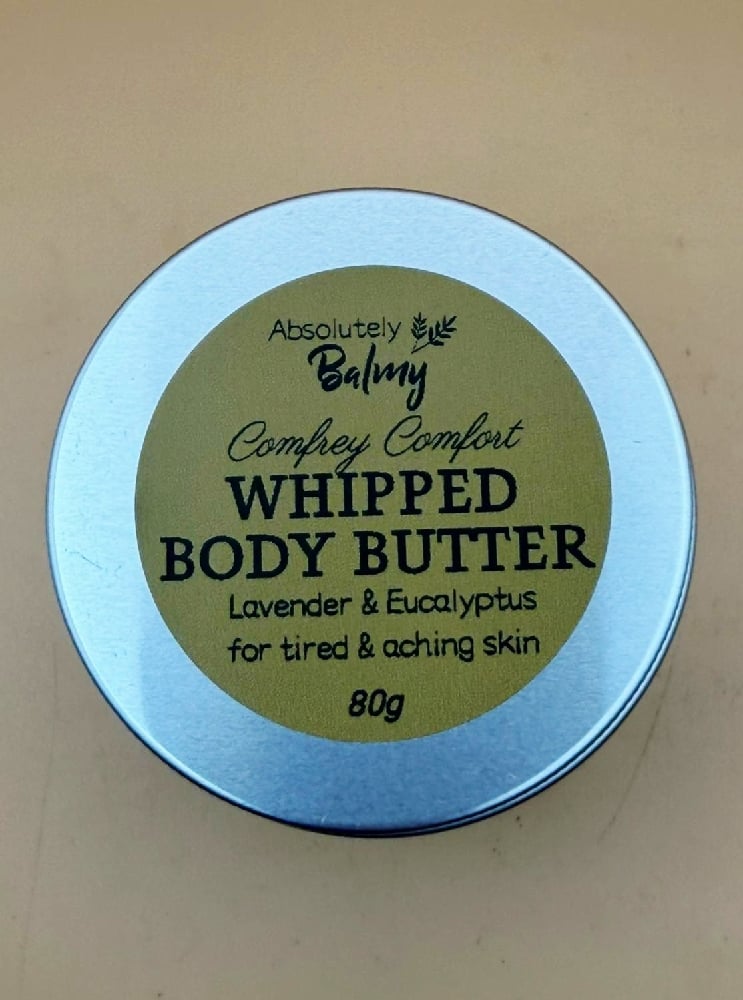 Absolutely
Balmy
Comfrey Comfort
WHIPPED
BODY BUTTER
Lavender & Eucalyptus
for tired & aching skin
80g